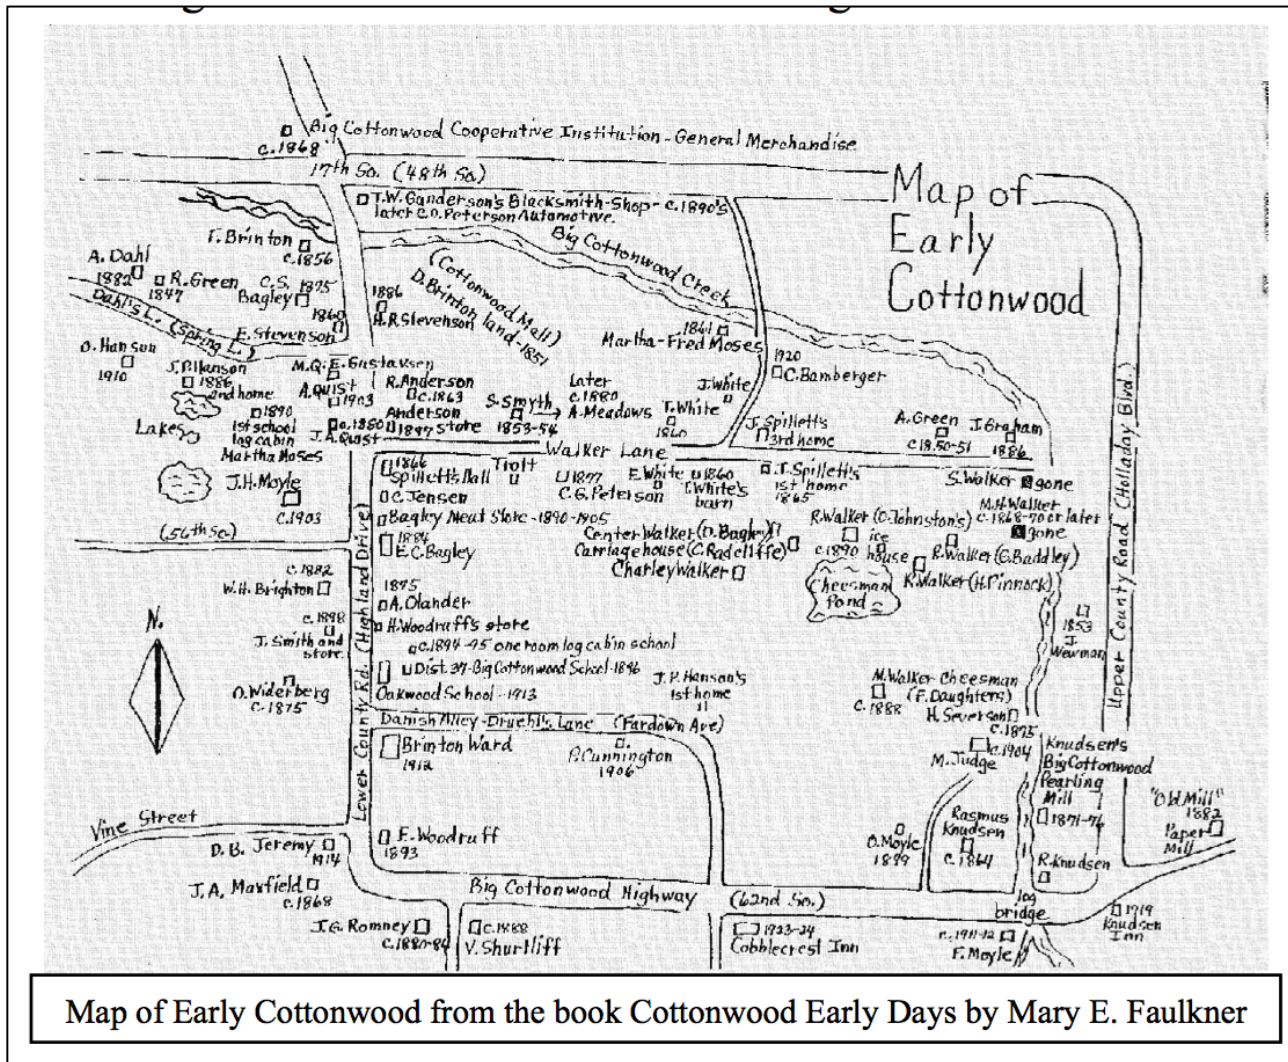 Big Cottonwood Cooperative Institution - General Merchandise
c.1868
17th So. (48th So.)
Map of
Early
Cottonwood
J.W. Gunderson's Blacksmith-Shop - c.1890's
later C.O. Peterson Automotive.
Big Cottonwood Creek
F. Brinton
c.1856
A. Dahl
1882
R. Green
1847
C.S. 1875
Bagley
1860
E. Stevenson
Dahl's L. (Spring L.)
1886
H.R. Stevenson
(Cottonwood Mall)
D. Brinton land - 1851
1861
Martha-Fred Moses
1920
C. Bamberger
O. Hanson
1910
1886
2nd home
Lakes
M.Q. E. Gustavsen
A. Quist
1903
J.A. Quist
R. Anderson
c.1863
Anderson
1897 store
S. Smyth
1853-54
Later
c.1880
A. Meadows
J. White
T. White
1860
J. Spillett's
3rd home
A. Green
c.1850-51
J. Graham
1886
1890
1st school
log cabin
Martha Moses
Walker Lane
J.H. Moyle
c.1903
1866
Spillett's Hall
Trolt
1877
C.G. Peterson
E. White
1860
T. White's
barn
J. Spillett's
1st home
1865
S. Walker gone
M.H. Walker
c.1868-70 or later
gone
C. Jensen
Bagley Meat Store - 1890-1905
1884
E.C. Bagley
(56th So.)
Center Walker (D. Bagley)
Carriage house (C. Radcliffe)
Charley Walker
R. Walker (O. Johnston's)
c.1890
ice
house
R. Walker (G. Baddley)
R. Walker (H. Pinnock)
Cheesman
Pond
c.1882
W.H. Brighton
1875
A. Olander
H. Woodruff's store
c.1894-95 one room log cabin school
c.1898
J. Smith and
store.
Dist. 37-Big Cottonwood School-1896
Oakwood School - 1913
1853
J.
Newman
Upper County Road (Holladay Blvd.)
N.
O. Widerberg
c.1875
Lower County Rd. (Highland Drive)
J.P. Hanson's
1st home
M. Walker Cheesman
(F. Daughters)
c.1888
H. Severson
c.1875
Danish Alley-Druehl's Lane (Fardown Ave)
Brinton Ward
1912
P. Cunnington
1906
c.1904
M. Judge
Knudsen's
Big Cottonwood
Pearling
Mill
1871-76
"Old Mill"
1882
Paper
Mill
Vine Street
D.B. Jeremy
1914
E. Woodruff
1893
O. Moyle
1899
Rasmus
Knudsen
c.1864
R. Knudsen
J.A. Maxfield
c.1868
Big Cottonwood Highway (62nd So.)
log
bridge
1919
Knudsen
Inn
J.G. Romney
c.1880-84
c.1888
V. Shurtliff
1923-24
Cobblecrest Inn
c.1911-12
F. Moyle
Map of Early Cottonwood from the book Cottonwood Early Days by Mary E. Faulkner